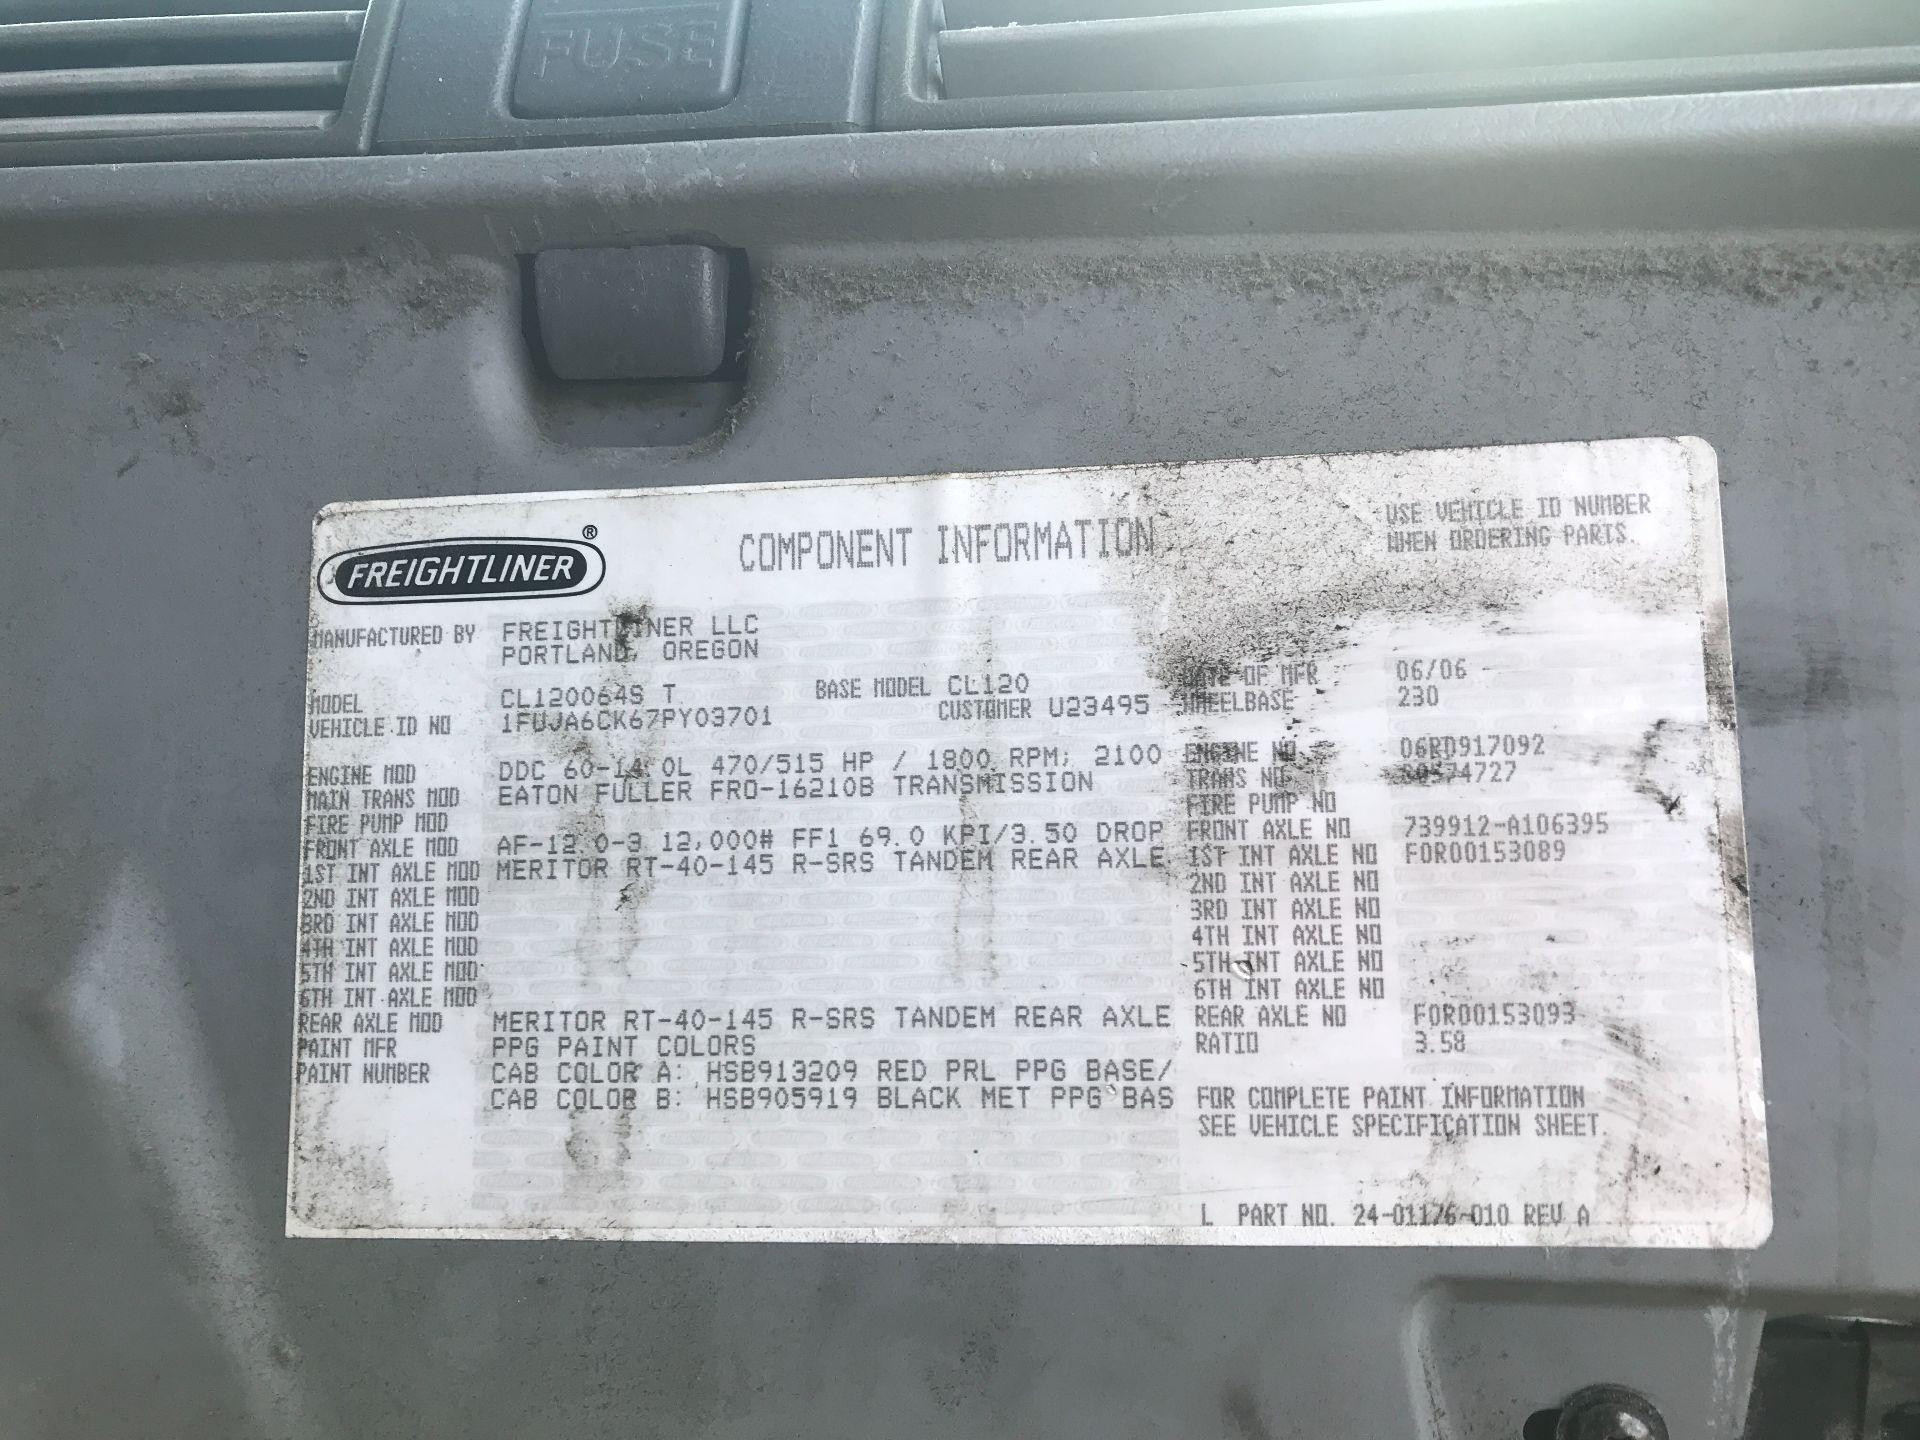 FUSE
FREIGHTLINER ®
COMPONENT INFORMATION
USE VEHICLE ID NUMBER
WHEN ORDERING PARTS.
MANUFACTURED BY FREIGHTLINER LLC
PORTLAND, OREGON
MODEL CL120064S T BASE MODEL CL120 DATE OF MFR 06/06
VEHICLE ID NO 1FUJA6CK67PY03701 CUSTOMER U23495 WHEELBASE 230
ENGINE MOD DDC 60-14.0L 470/515 HP / 1800 RPM; 2100 ENGINE NO 06RD917092
MAIN TRANS MOD EATON FULLER FRO-16210B TRANSMISSION TRANS NO
FIRE PUMP MOD FIRE PUMP NO
FRONT AXLE MOD AF-12.0-3 12,000# FF1 69.0 KPI/3.50 DROP FRONT AXLE NO 739912-A106395
1ST INT AXLE MOD MERITOR RT-40-145 R-SRS TANDEM REAR AXLE 1ST INT AXLE NO FOR00153089
2ND INT AXLE MOD 2ND INT AXLE NO
3RD INT AXLE MOD 3RD INT AXLE NO
4TH INT AXLE MOD 4TH INT AXLE NO
5TH INT AXLE MOD 5TH INT AXLE NO
6TH INT AXLE MOD 6TH INT AXLE NO
REAR AXLE MOD MERITOR RT-40-145 R-SRS TANDEM REAR AXLE REAR AXLE NO FOR00153093
PAINT MFR PPG PAINT COLORS RATIO 3.58
PAINT NUMBER CAB COLOR A: HSB913209 RED PRL PPG BASE/
CAB COLOR B: HSB905919 BLACK MET PPG BAS
FOR COMPLETE PAINT INFORMATION
SEE VEHICLE SPECIFICATION SHEET.
L PART NO. 24-01176-010 REV A